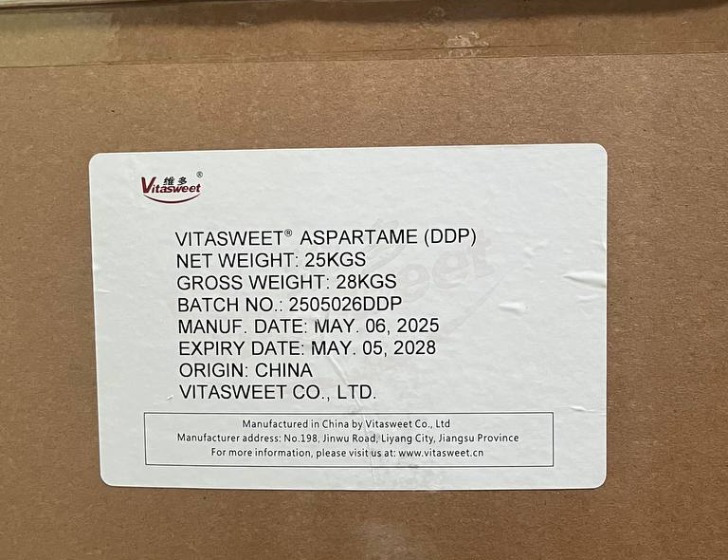 维多®
Vitasweet
VITASWEET® ASPARTAME (DDP)
NET WEIGHT: 25KGS
GROSS WEIGHT: 28KGS
BATCH NO.: 2505026DDP
MANUF. DATE: MAY. 06, 2025
EXPIRY DATE: MAY. 05, 2028
ORIGIN: CHINA
VITASWEET CO., LTD.
Manufactured in China by Vitasweet Co., Ltd
Manufacturer address: No.198, Jinwu Road, Liyang City, Jiangsu Province
For more information, please visit us at: www.vitasweet.cn